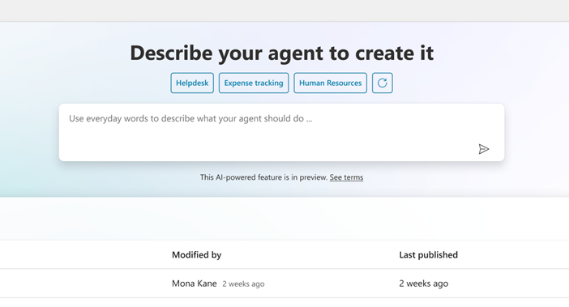 Describe your agent to create it
Helpdesk Expense tracking Human Resources
Use everyday words to describe what your agent should do ...
This AI-powered feature is in preview. See terms
Modified by Last published
Mona Kane 2 weeks ago 2 weeks ago